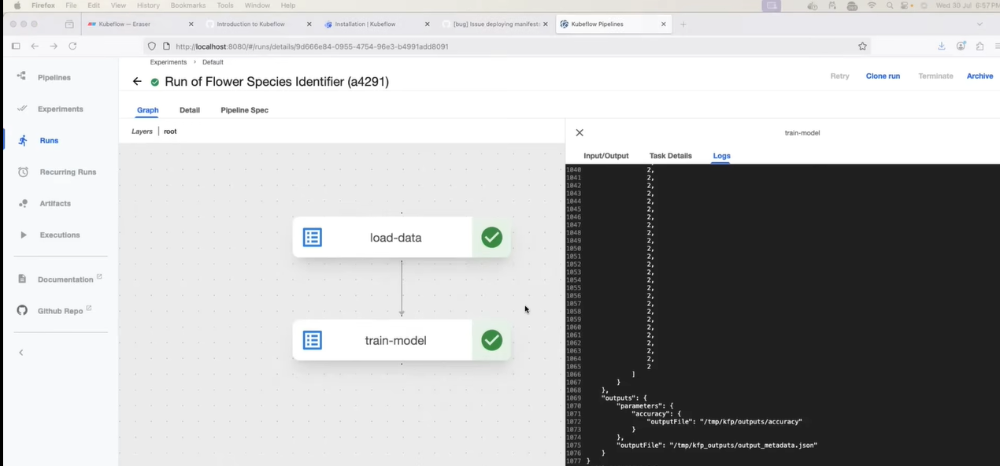 Firefox File Edit View History Bookmarks Tools Window Help Wed 30 Jul 6:57 PM
Kubeflow — Eraser Introduction to Kubeflow Installation | Kubeflow [bug] Issue deploying manifest: Kubeflow Pipelines
http://localhost:8080/#/runs/details/9d666e84-0955-4754-96e3-b4991add8091
Experiments > Default
Run of Flower Species Identifier (a4291)
Retry Clone run Terminate Archive
Graph Detail Pipeline Spec
Layers root
Pipelines
Experiments
Runs
Recurring Runs
Artifacts
Executions
Documentation
Github Repo
load-data
train-model
train-model
Input/Output Task Details Logs
1040 2,
1041 2,
1042 2,
1043 2,
1044 2,
1045 2,
1046 2,
1047 2,
1048 2,
1049 2,
1050 2,
1051 2,
1052 2,
1053 2,
1054 2,
1055 2,
1056 2,
1057 2,
1058 2,
1059 2,
1060 2,
1061 2,
1062 2,
1063 2,
1064 2,
1065 2
1066 ]
1067 }
1068 },
1069 "outputs": {
1070 "parameters": {
1071 "accuracy": {
1072 "outputFile": "/tmp/kfp/outputs/accuracy"
1073 }
1074 },
1075 "outputFile": "/tmp/kfp_outputs/output_metadata.json"
1076 }
1077 }